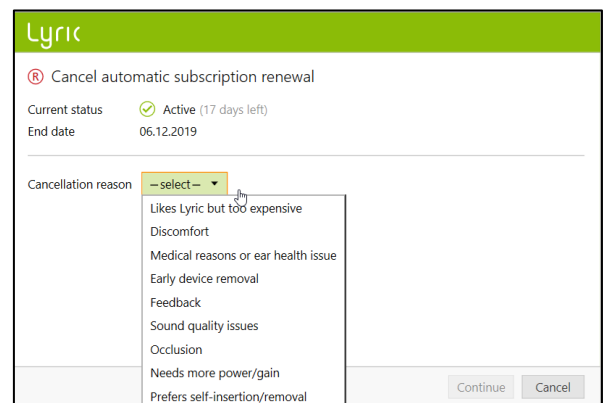 Lyric
R Cancel automatic subscription renewal
Current status Active (17 days left)
End date 06.12.2019
Cancellation reason – select –
Likes Lyric but too expensive
Discomfort
Medical reasons or ear health issue
Early device removal
Feedback
Sound quality issues
Occlusion
Needs more power/gain
Prefers self-insertion/removal
Continue Cancel